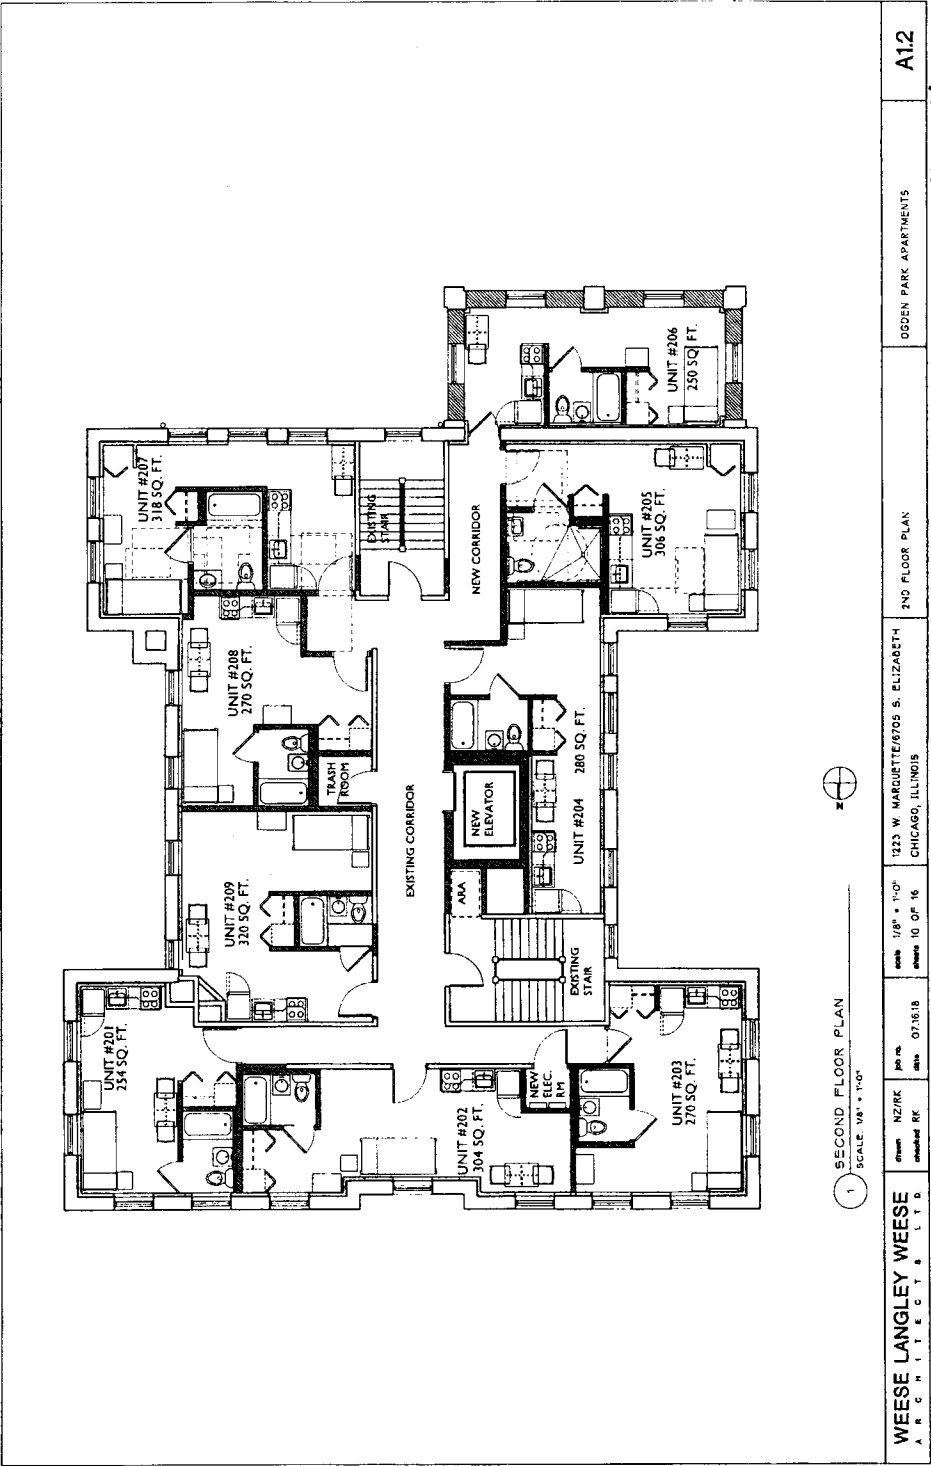 UNIT #201
254 SQ. FT.
UNIT #202
304 SQ. FT.
UNIT #203
270 SQ. FT.
NEW
ELEC.
RM
UNIT #209
320 SQ. FT.
EXISTING
STAIR
ARA
EXISTING CORRIDOR
NEW
ELEVATOR
UNIT #204 280 SQ. FT.
TRASH
ROOM
UNIT #208
270 SQ. FT.
UNIT #207
318 SQ. FT.
EXISTING
STAIR
NEW CORRIDOR
UNIT #205
306 SQ. FT.
UNIT #206
250 SQ. FT.
N
1
SECOND FLOOR PLAN
SCALE: 1/8" = 1'-0"
WEESE LANGLEY WEESE
ARCHITECTS LTD.
drawn NZ/RK
checked RK
job no.
date 07.16.18
scale 1/8" = 1'-0"
sheets 10 OF 16
1223 W. MARQUETTE/6705 S. ELIZABETH
CHICAGO, ILLINOIS
2ND FLOOR PLAN
OGDEN PARK APARTMENTS
A1.2